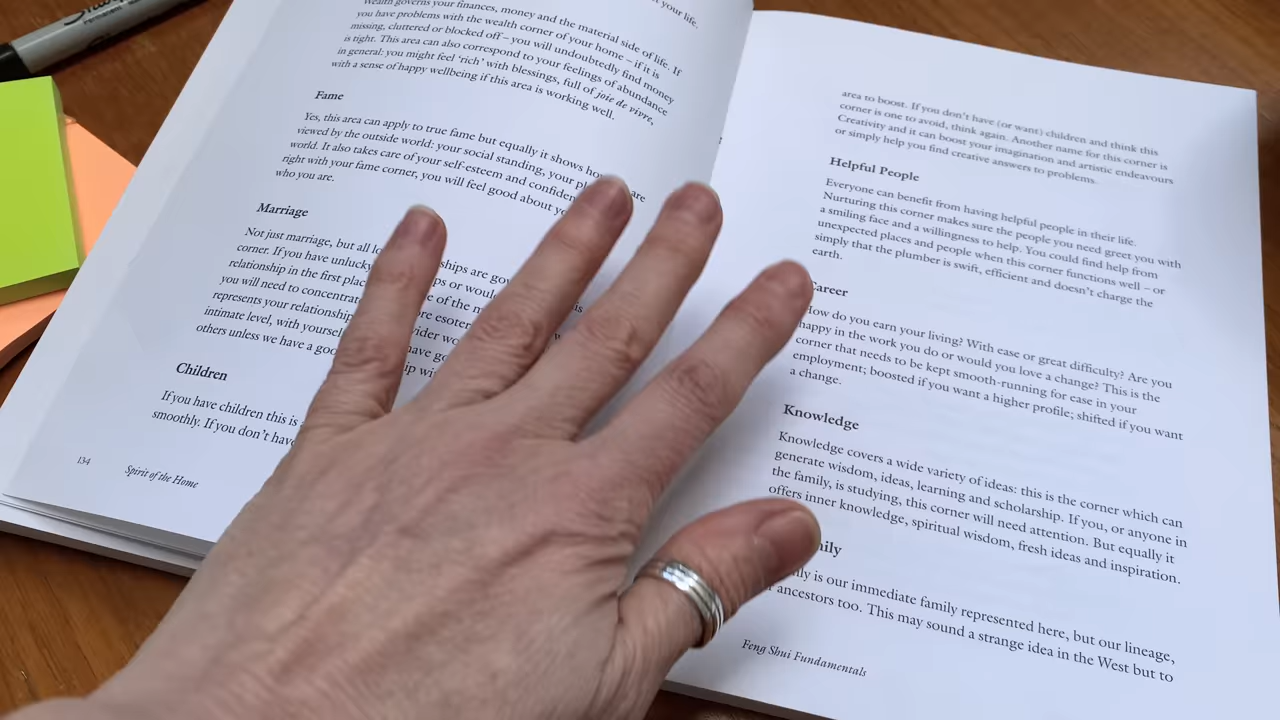 your life.
Wealth governs your finances, money and the material side of life. If
you have problems with the wealth corner of your home – if it is
missing, cluttered or blocked off – you will undoubtedly find money
is tight. This area can also correspond to your feelings of abundance
in general: you might feel ‘rich’ with blessings, full of joie de vivre,
with a sense of happy wellbeing if this area is working well.
Fame
Yes, this area can apply to true fame but equally it shows how are
viewed by the outside world: your social standing, your
world. It also takes care of your self-esteem and
right with your fame corner, you will feel good about
who you are.
Marriage
Not just marriage, but all are
corner. If you have unlucky or
relationship in the first of the
you will need to concentrate
represents your
intimate level, with have
others unless we have a
Children
If you have children this is
smoothly. If you don’t have
134
Spirit of the Home
area to boost. If you don’t have (or want) children and think this
corner is one to avoid, think again. Another name for this corner is
Creativity and it can boost your imagination and artistic endeavours
or simply help you find creative answers to problems.
Helpful People
Everyone can benefit from having helpful people in their life.
Nurturing this corner makes sure the people you need greet you with
a smiling face and a willingness to help. You could find help from
unexpected places and people when this corner functions well – or
simply that the plumber is swift, efficient and doesn’t charge the
earth.
Career
How do you earn your living? With ease or great difficulty? Are you
happy in the work you do or would you love a change? This is the
corner that needs to be kept smooth-running for ease in your
employment; boosted if you want a higher profile; shifted if you want
a change.
Knowledge
Knowledge covers a wide variety of ideas: this is the corner which can
generate wisdom, ideas, learning and scholarship. If you, or anyone in
the family, is studying, this corner will need attention. But equally it
offers inner knowledge, spiritual wisdom, fresh ideas and inspiration.
is our immediate family represented here, but our lineage,
ancestors too. This may sound a strange idea in the West but to
Feng Shui Fundamentals